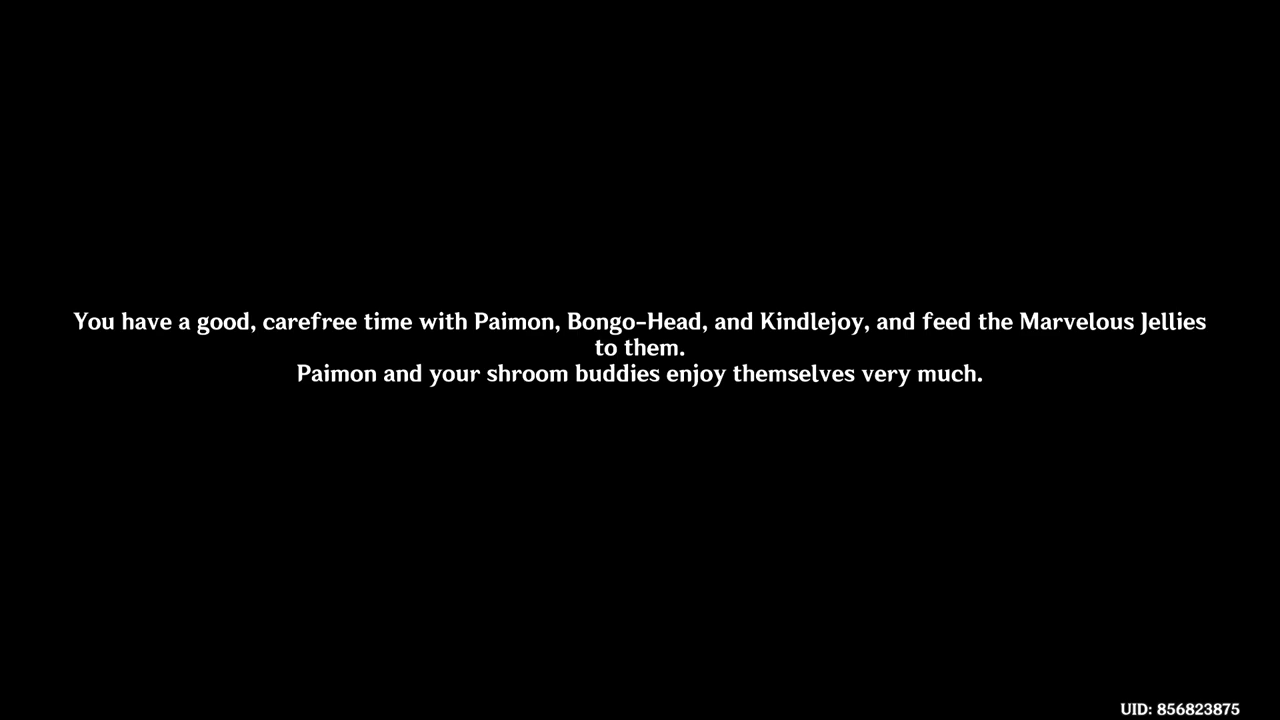 You have a good, carefree time with Paimon, Bongo-Head, and Kindlejoy, and feed the Marvelous Jellies
to them.
Paimon and your shroom buddies enjoy themselves very much.
UID: 856823875